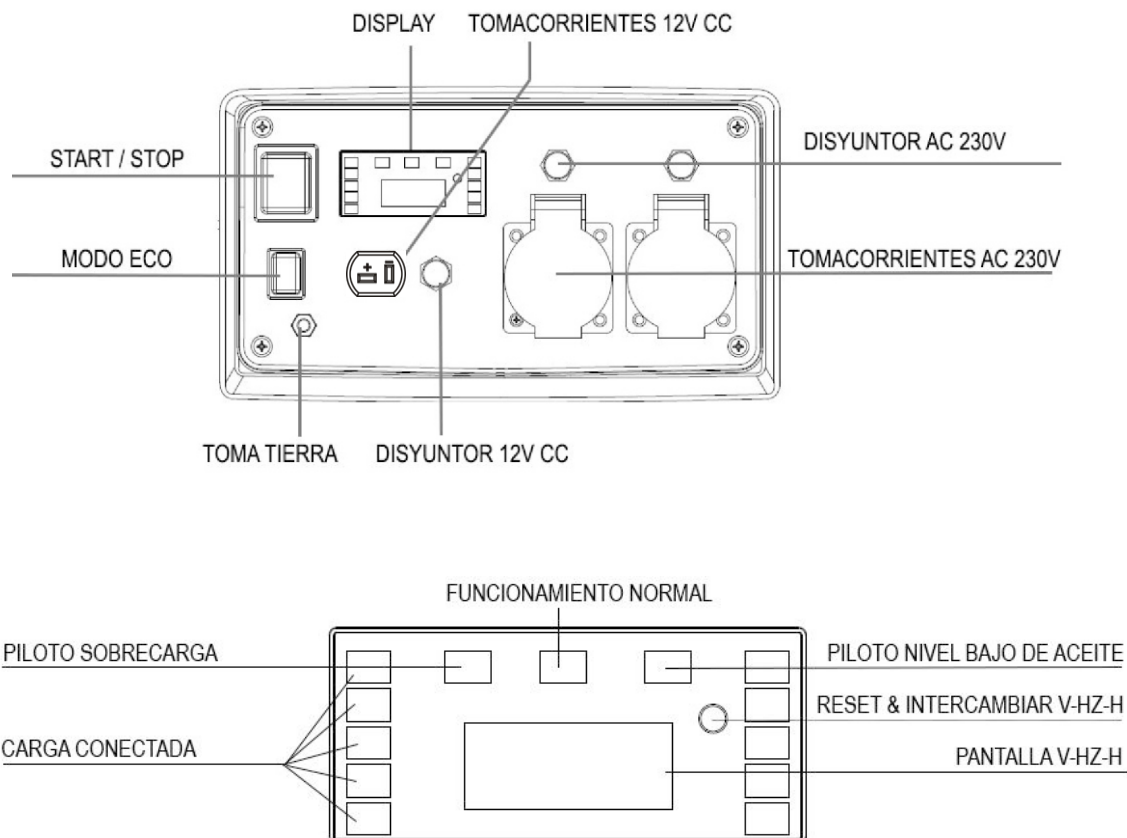 DISPLAY
TOMACORRIENTES 12V CC
START / STOP
DISYUNTOR AC 230V
MODO ECO
TOMACORRIENTES AC 230V
TOMA TIERRA
DISYUNTOR 12V CC
FUNCIONAMIENTO NORMAL
PILOTO SOBRECARGA
PILOTO NIVEL BAJO DE ACEITE
RESET & INTERCAMBIAR V-HZ-H
CARGA CONECTADA
PANTALLA V-HZ-H